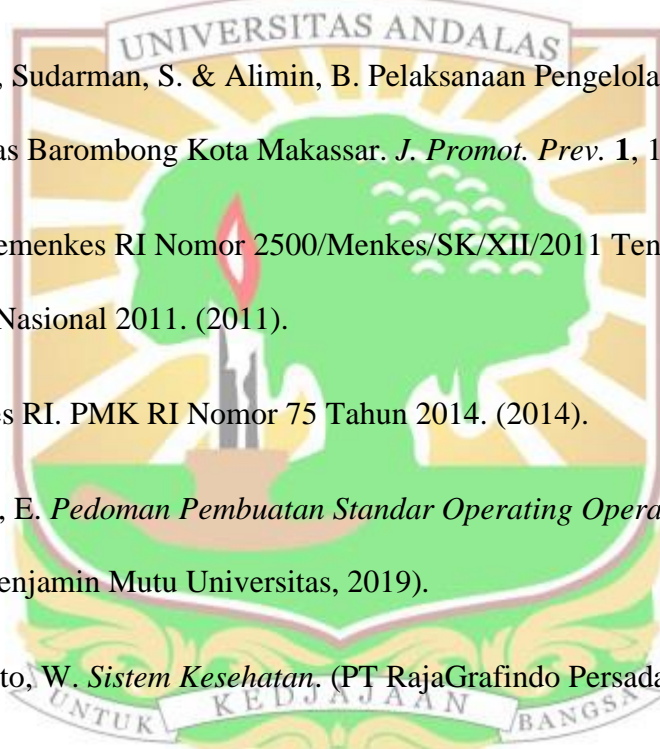 UNIVERSITAS ANDALAS
, Sudarman, S. & Alimin, B. Pelaksanaan Pengelola
as Barombong Kota Makassar. J. Promot. Prev. 1, 1
emenkes RI Nomor 2500/Menkes/SK/XII/2011 Ten
Nasional 2011. (2011).
es RI. PMK RI Nomor 75 Tahun 2014. (2014).
, E. Pedoman Pembuatan Standar Operating Opera
enjamin Mutu Universitas, 2019).
to, W. Sistem Kesehatan. (PT RajaGrafindo Persada
UNTUK KEDJAJAAN BANGSA